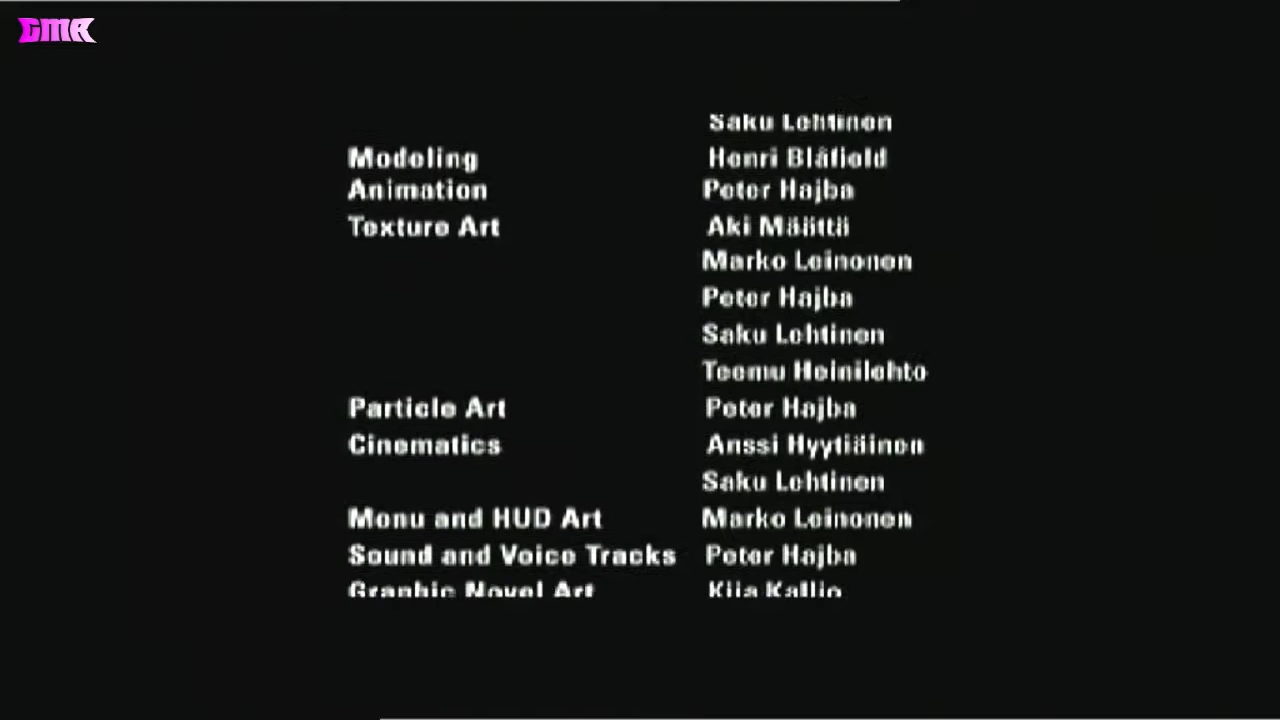 GMR
Saku Lehtinen
Modeling Henri Blåfield
Animation Peter Hajba
Texture Art Aki Määttä
Marko Leinonen
Peter Hajba
Saku Lehtinen
Teemu Heinilehto
Particle Art Peter Hajba
Cinematics Anssi Hyytiäinen
Saku Lehtinen
Menu and HUD Art Marko Leinonen
Sound and Voice Tracks Peter Hajba
Graphic Novel Art Kiia Kallio